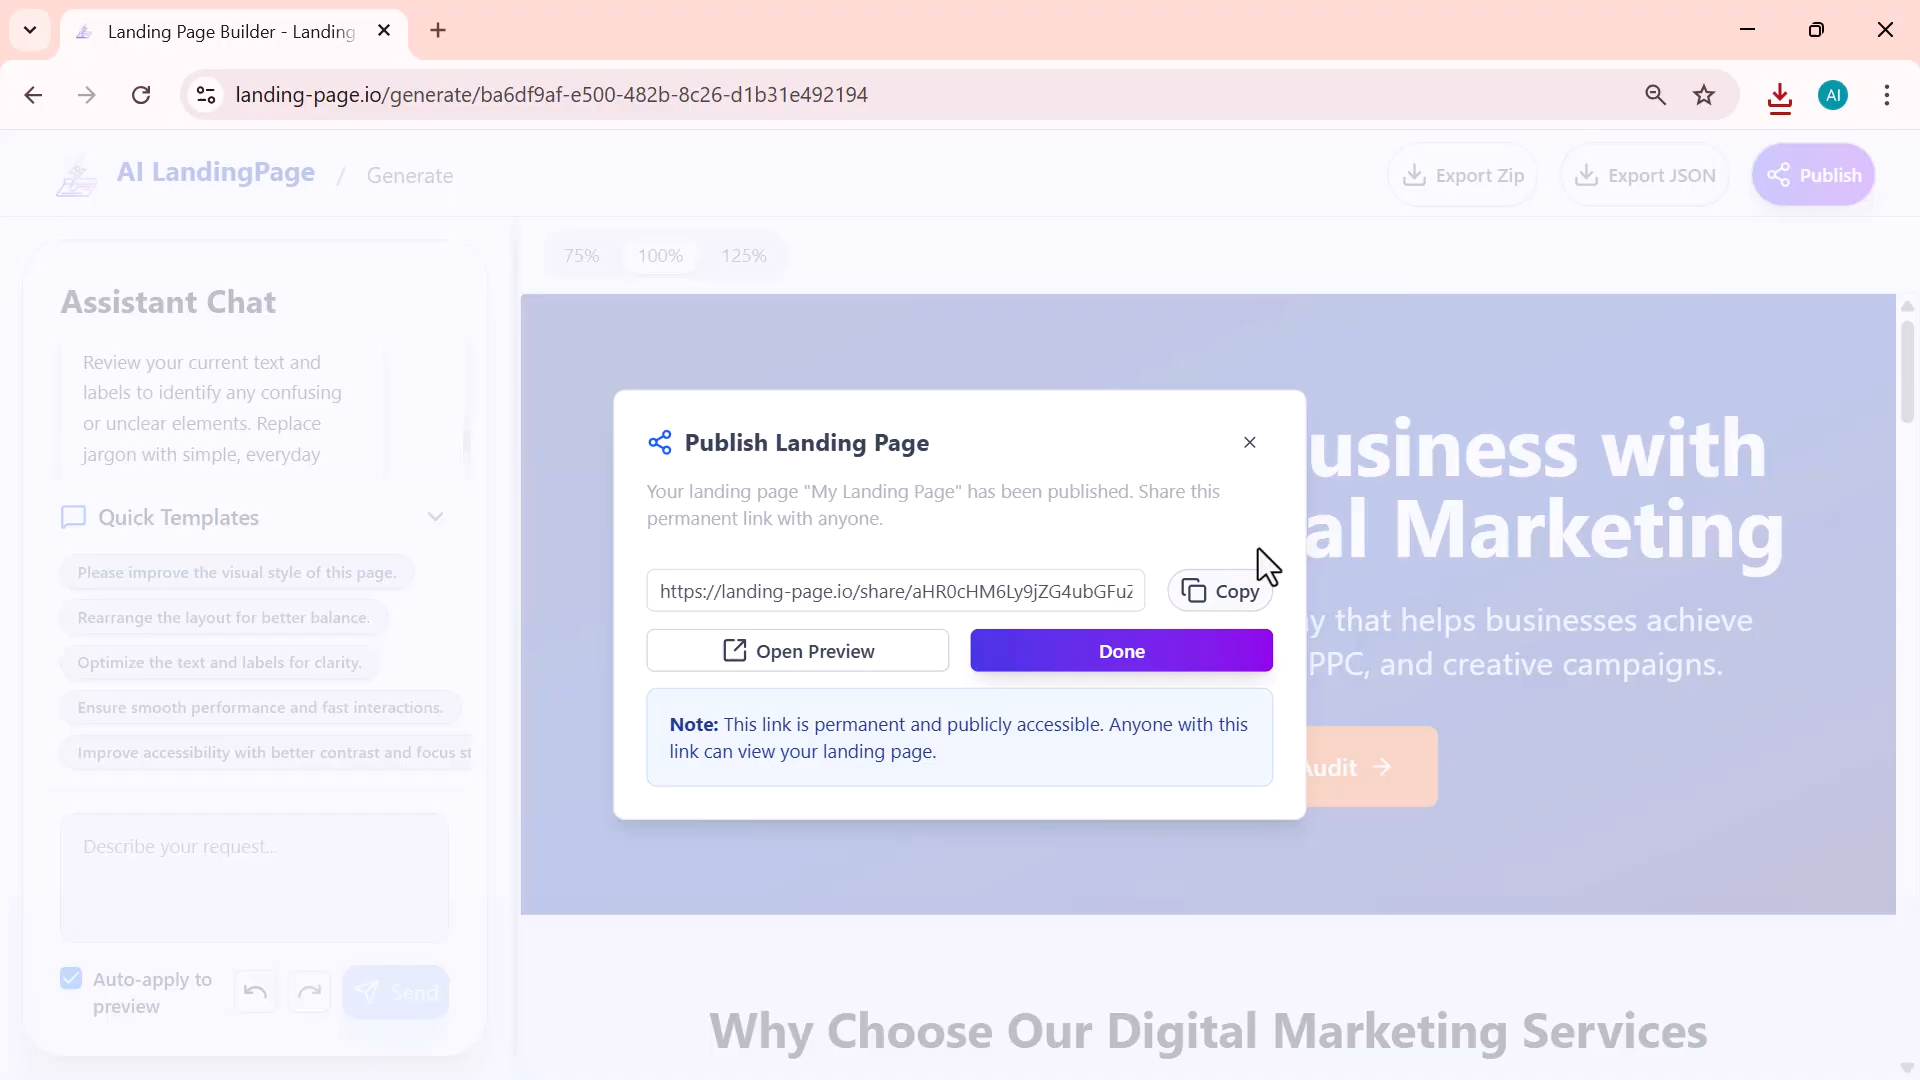 Landing Page Builder - Landing
landing-page.io/generate/ba6df9af-e500-482b-8c26-d1b31e492194
AI
AI LandingPage / Generate
Export Zip
Export JSON
Publish
Assistant Chat
Review your current text and
labels to identify any confusing
or unclear elements. Replace
jargon with simple, everyday
Quick Templates
Please improve the visual style of this page.
Rearrange the layout for better balance.
Optimize the text and labels for clarity.
Ensure smooth performance and fast interactions.
Improve accessibility with better contrast and focus st
Describe your request...
Auto-apply to
preview
Send
75% 100% 125%
usiness with
al Marketing
y that helps businesses achieve
PPC, and creative campaigns.
Audit
Publish Landing Page
Your landing page "My Landing Page" has been published. Share this
permanent link with anyone.
https://landing-page.io/share/aHR0cHM6Ly9jZG4ubGFuZ
Copy
Open Preview
Done
Note: This link is permanent and publicly accessible. Anyone with this
link can view your landing page.
Why Choose Our Digital Marketing Services